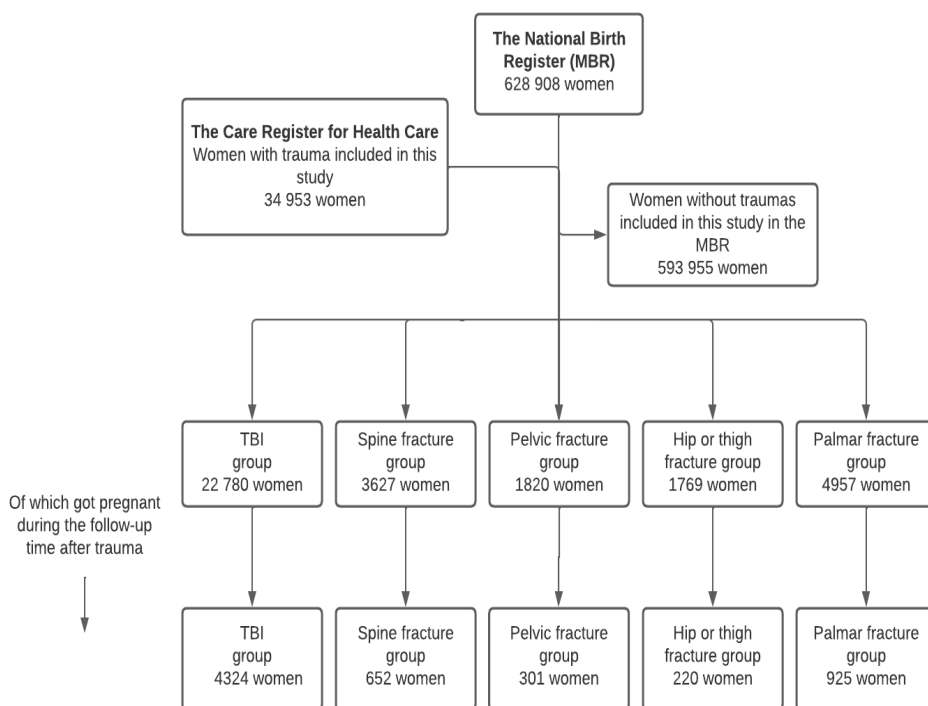 The National Birth
Register (MBR)
628 908 women
The Care Register for Health Care
Women with trauma included in this
study
34 953 women
Women without traumas
included in this study in the
MBR
593 955 women
TBI
group
22 780 women
Spine fracture
group
3627 women
Pelvic fracture
group
1820 women
Hip or thigh
fracture group
1769 women
Palmar fracture
group
4957 women
Of which got pregnant
during the follow-up
time after trauma
TBI
group
4324 women
Spine fracture
group
652 women
Pelvic fracture
group
301 women
Hip or thigh
fracture group
220 women
Palmar fracture
group
925 women